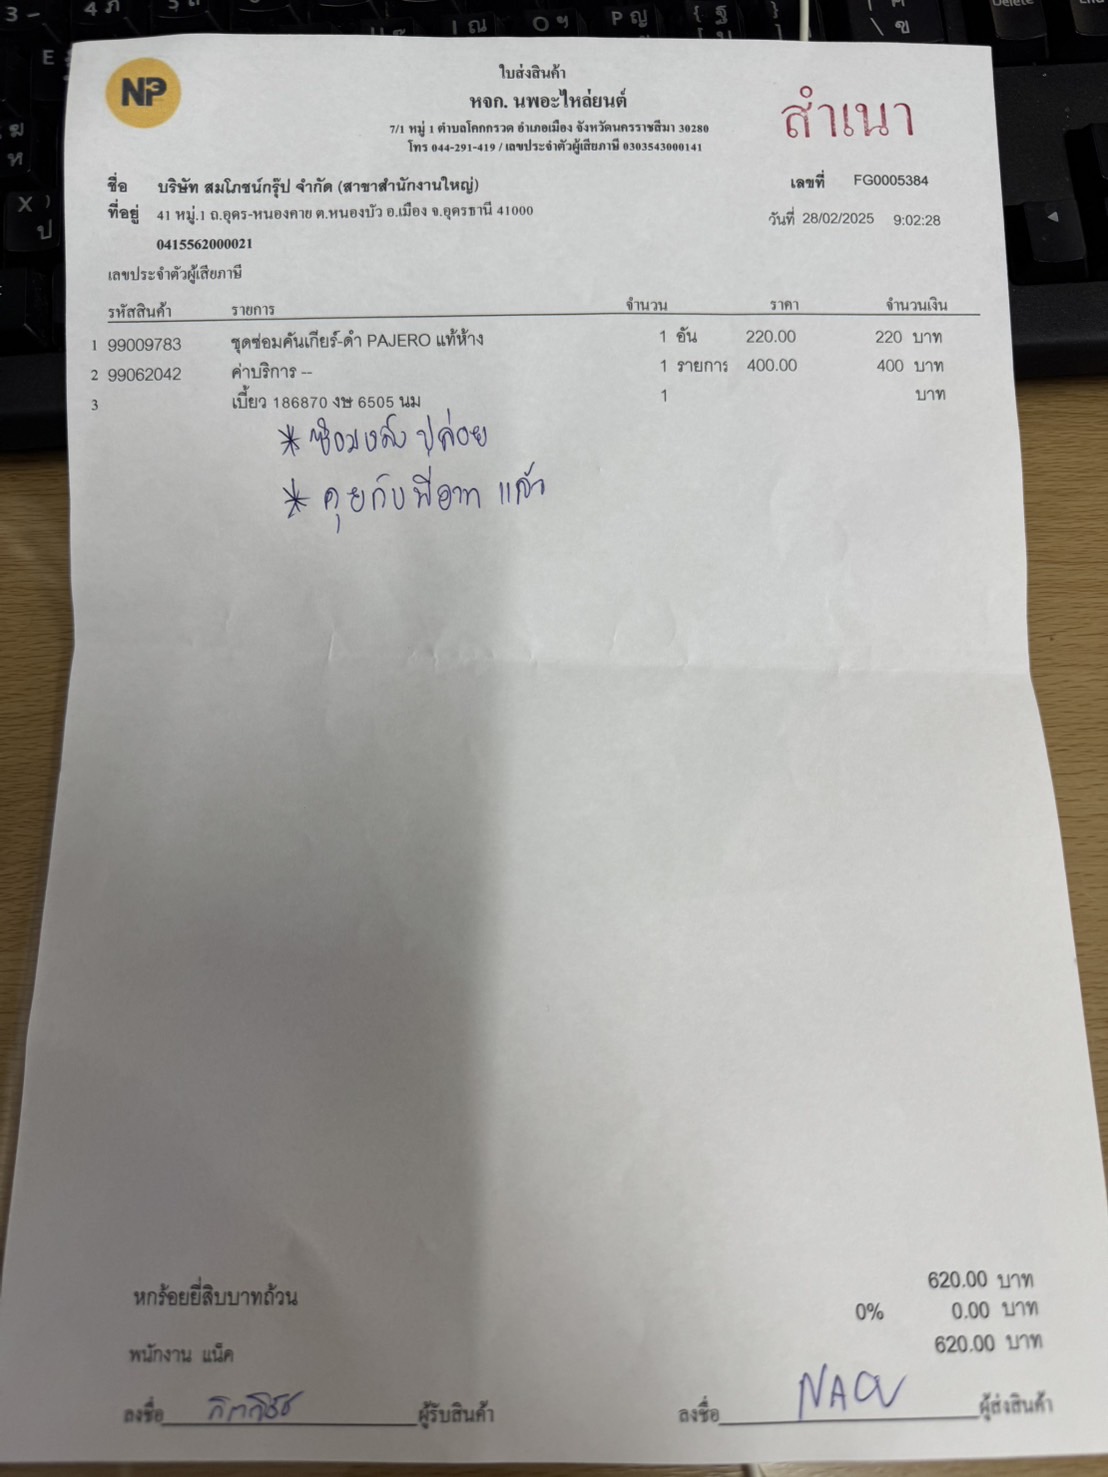 NP
ใบส่งสินค้า
หจก. นพอะไหล่ยนต์
7/1 หมู่ 1 ตำบลโคกกรวด อำเภอเมือง จังหวัดนครราชสีมา 30280
โทร 044-291-419 / เลขประจำตัวผู้เสียภาษี 0303543000141
สำเนา
ชื่อ บริษัท สมโภชน์กรุ๊ป จำกัด (สาขาสำนักงานใหญ่)
เลขที่ FG0005384
ที่อยู่ 41 หมู่.1 ถ.อุดร-หนองคาย ต.หนองบัว อ.เมือง จ.อุดรธานี 41000
วันที่ 28/02/2025 9:02:28
0415562000021
เลขประจำตัวผู้เสียภาษี
รหัสสินค้า รายการ จำนวน ราคา จำนวนเงิน
1 99009783 ชุดซ่อมคันเกียร์-ดำ PAJERO แท้ห้าง 1 อัน 220.00 220 บาท
2 99062042 ค่าบริการ -- 1 รายการ 400.00 400 บาท
3 เบี้ยว 186870 งษ 6505 นม 1 บาท
* ซ่อมหลังปล่อย
* คุยกับพี่อาท แล้ว
620.00 บาท
หกร้อยยี่สิบบาทถ้วน
0% 0.00 บาท
620.00 บาท
พนักงาน แน็ค
ลงชื่อ ผู้รับสินค้า
ลงชื่อ ผู้ส่งสินค้า